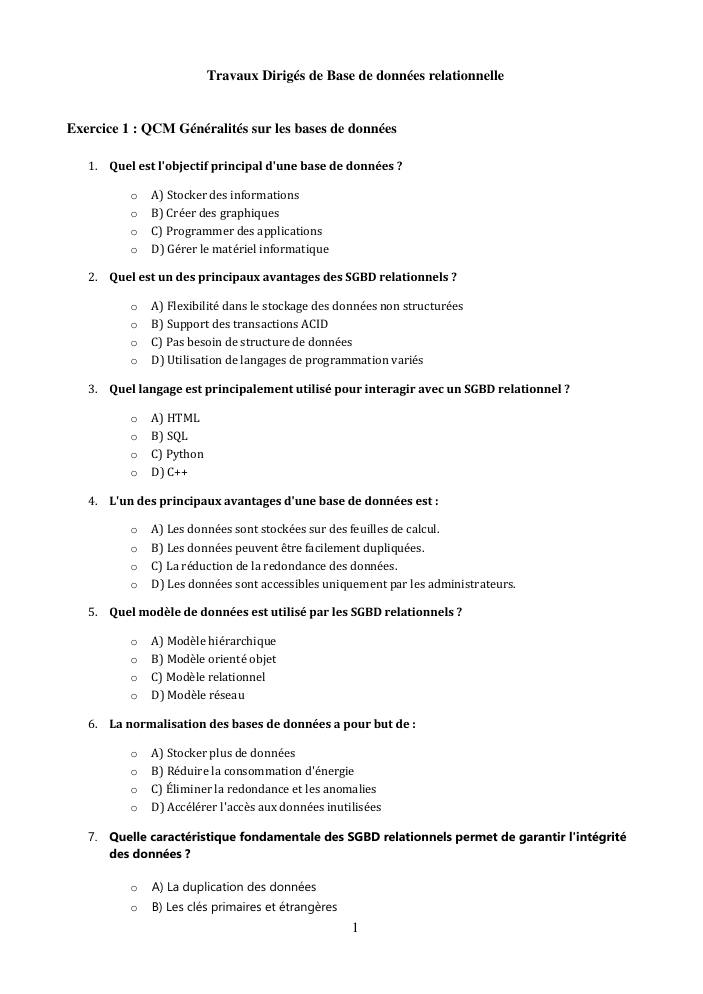 Travaux Dirigés de Base de données relationnelle
Exercice 1 : QCM Généralités sur les bases de données
1. Quel est l'objectif principal d'une base de données ?
o A) Stocker des informations
o B) Créer des graphiques
o C) Programmer des applications
o D) Gérer le matériel informatique
2. Quel est un des principaux avantages des SGBD relationnels ?
o A) Flexibilité dans le stockage des données non structurées
o B) Support des transactions ACID
o C) Pas besoin de structure de données
o D) Utilisation de langages de programmation variés
3. Quel langage est principalement utilisé pour interagir avec un SGBD relationnel ?
o A) HTML
o B) SQL
o C) Python
o D) C++
4. L'un des principaux avantages d'une base de données est :
o A) Les données sont stockées sur des feuilles de calcul.
o B) Les données peuvent être facilement dupliquées.
o C) La réduction de la redondance des données.
o D) Les données sont accessibles uniquement par les administrateurs.
5. Quel modèle de données est utilisé par les SGBD relationnels ?
o A) Modèle hiérarchique
o B) Modèle orienté objet
o C) Modèle relationnel
o D) Modèle réseau
6. La normalisation des bases de données a pour but de :
o A) Stocker plus de données
o B) Réduire la consommation d'énergie
o C) Éliminer la redondance et les anomalies
o D) Accélérer l'accès aux données inutilisées
7. Quelle caractéristique fondamentale des SGBD relationnels permet de garantir l'intégrité
des données ?
o A) La duplication des données
o B) Les clés primaires et étrangères
1